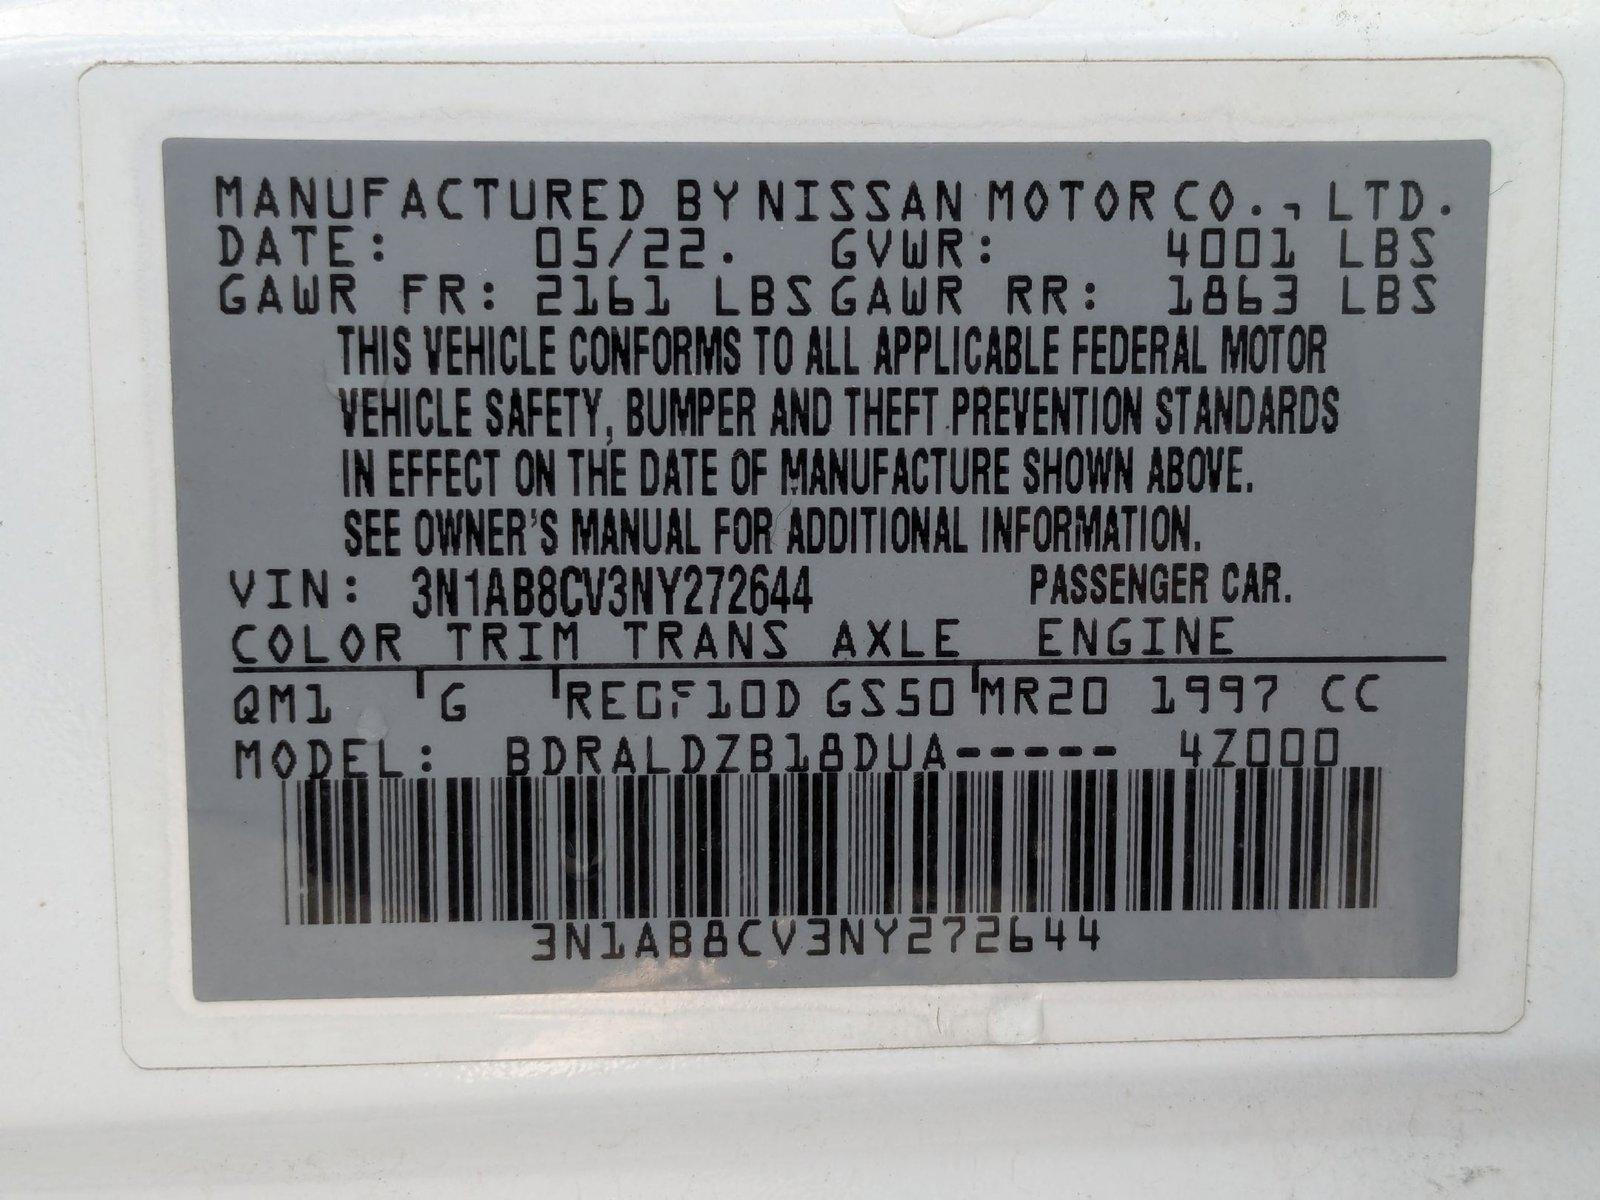 MANUFACTURED BY NISSAN MOTOR CO., LTD.
DATE: 05/22. GVWR: 4001 LBS
GAWR FR: 2161 LBS GAWR RR: 1863 LBS
THIS VEHICLE CONFORMS TO ALL APPLICABLE FEDERAL MOTOR
VEHICLE SAFETY, BUMPER AND THEFT PREVENTION STANDARDS
IN EFFECT ON THE DATE OF MANUFACTURE SHOWN ABOVE.
SEE OWNER'S MANUAL FOR ADDITIONAL INFORMATION.
VIN: 3N1AB8CV3NY272644 PASSENGER CAR.
COLOR TRIM TRANS AXLE ENGINE
QM1 G RE0F10D GS50 MR20 1997 CC
MODEL: BDRALDZB18DUA----- 4Z000
3N1AB8CV3NY272644